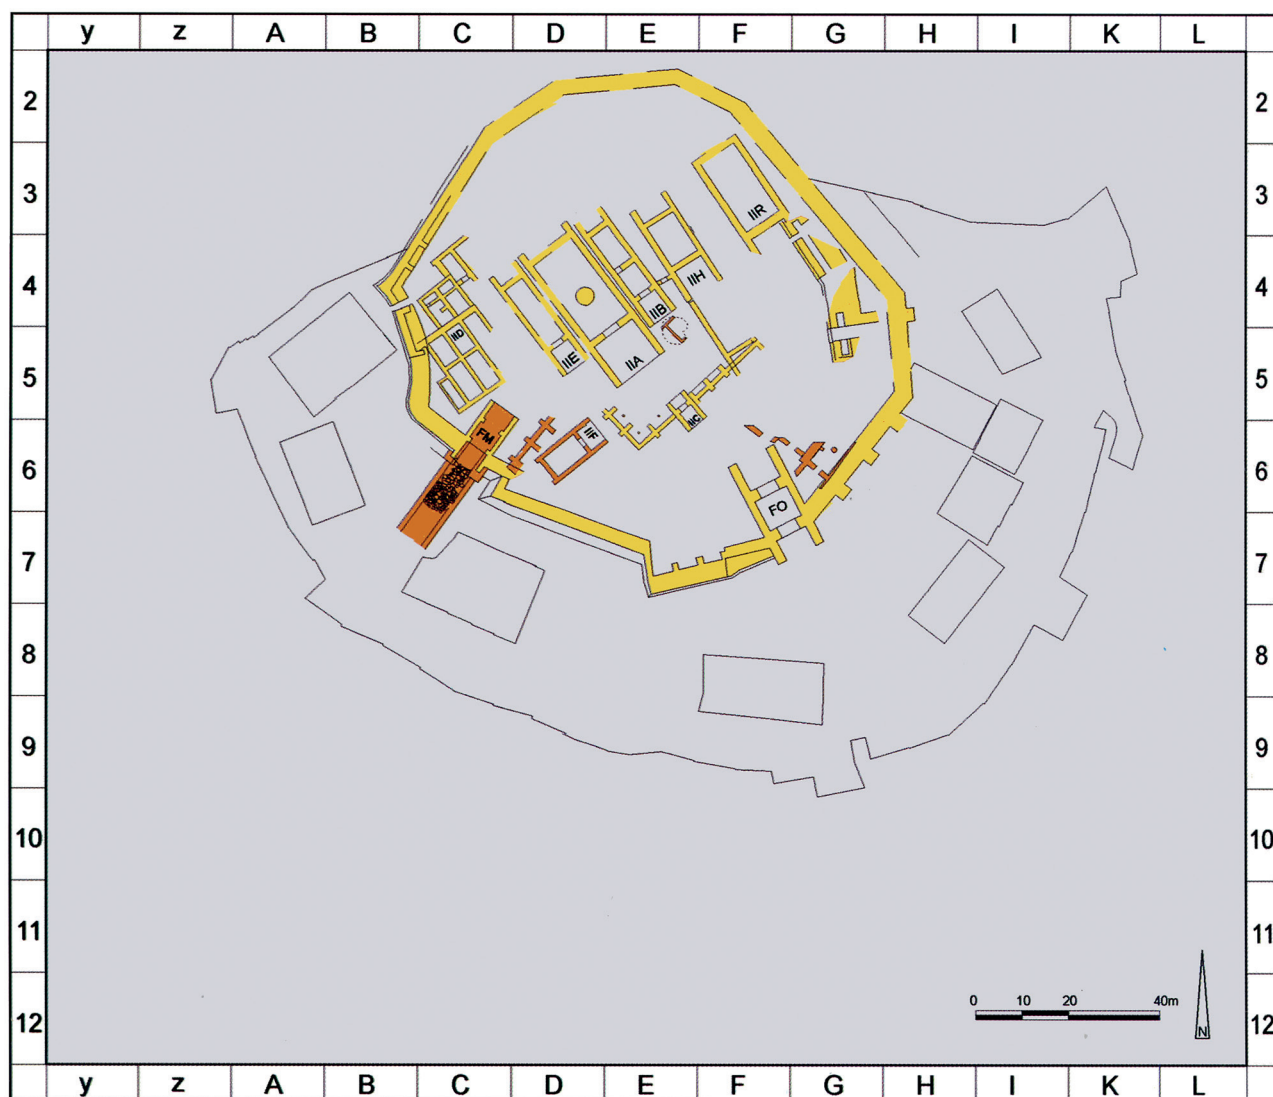 y z A B C D E F G H I K L
2 2
3 3
IIR
4 4
IIH
IIB
IID
IIE IIA
5 5
IIC
FM IIF
6 6
FO
7 7
8 8
9 9
10 10
11 11
0 10 20 40m
12 12
N
y z A B C D E F G H I K L